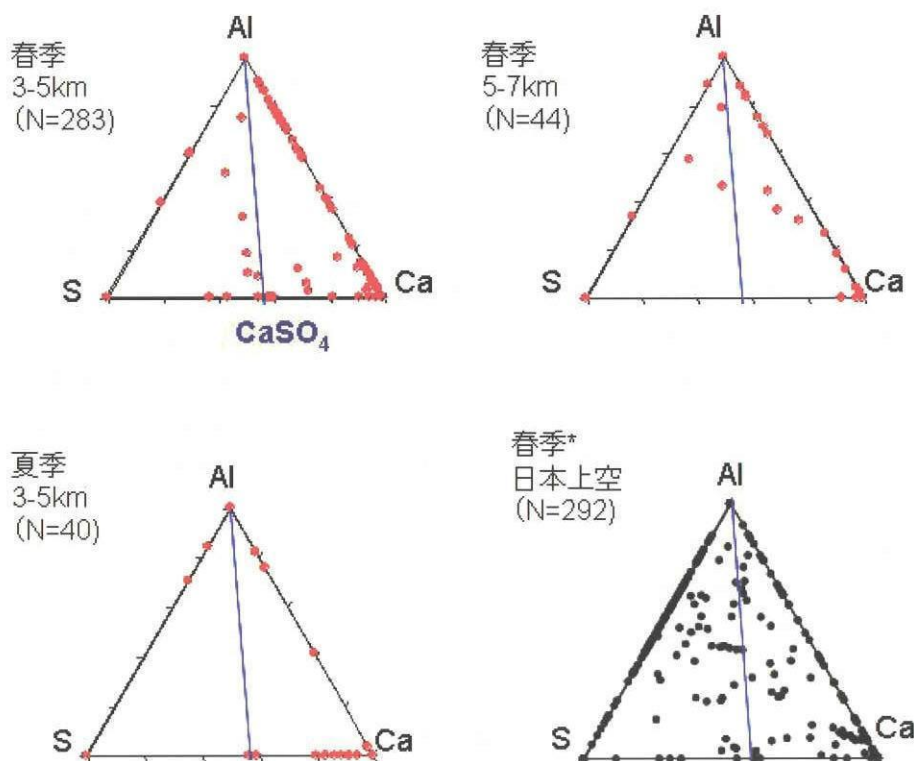 春季
3-5km
(N=283)
Al
S
Ca
CaSO₄
春季
5-7km
(N=44)
Al
S
Ca
夏季
3-5km
(N=40)
Al
S
Ca
春季*
日本上空
(N=292)
Al
S
Ca